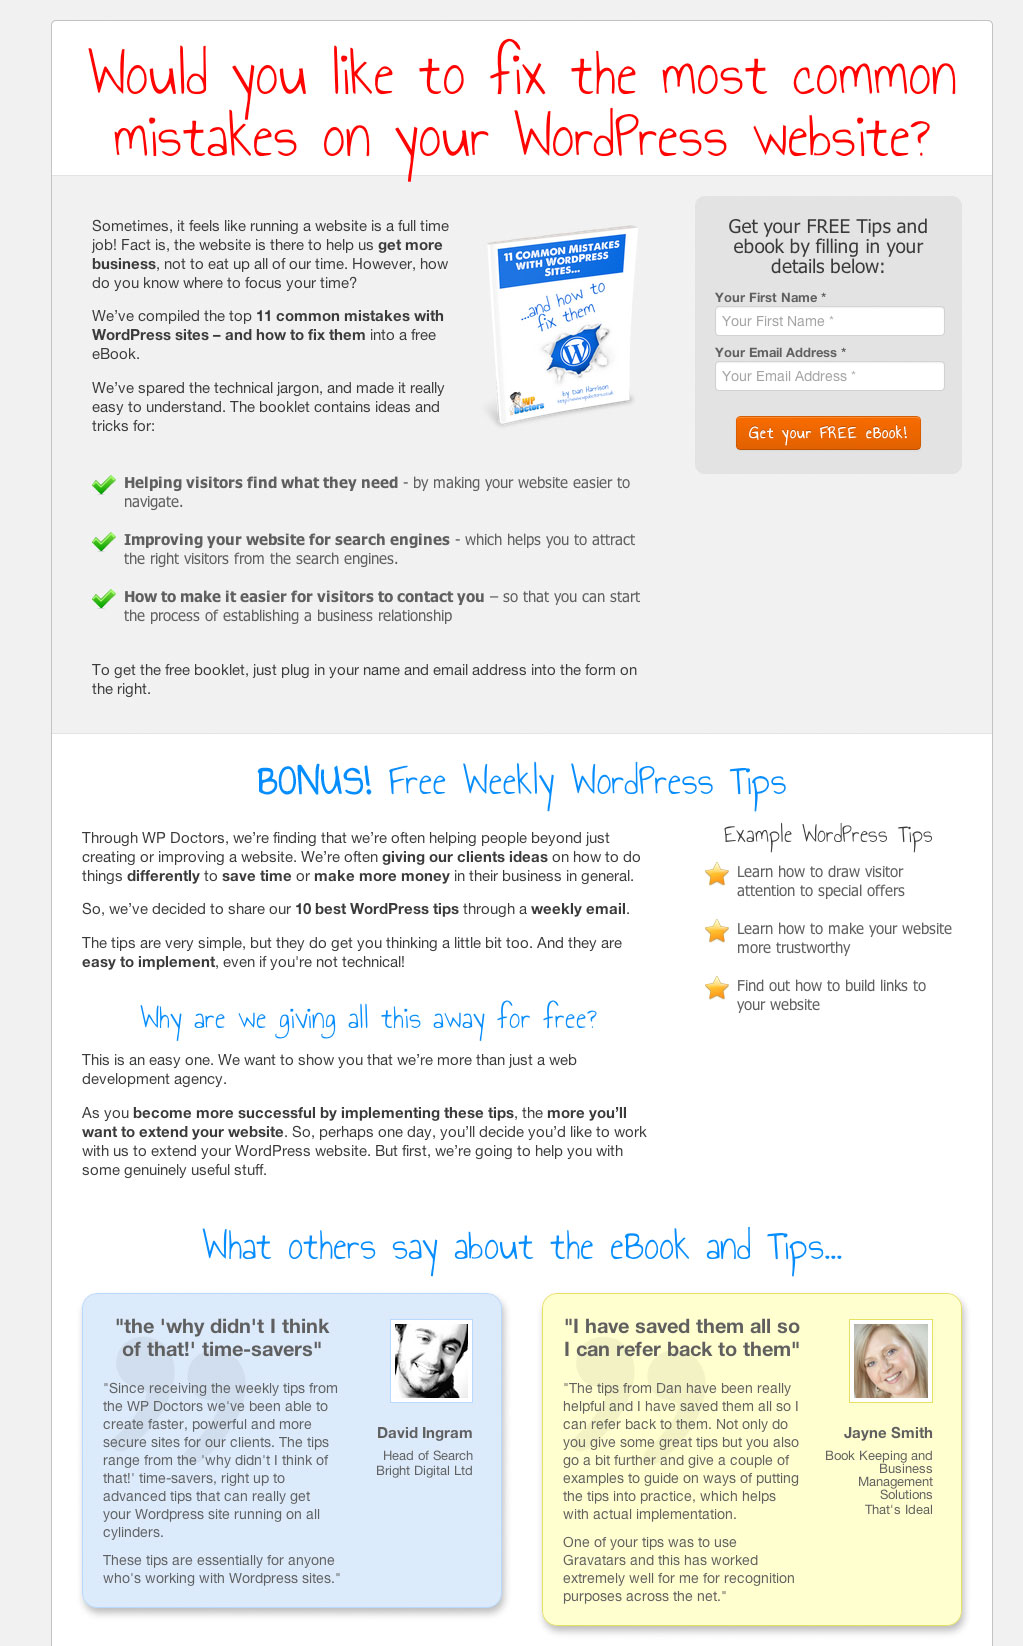 Would you like to fix the most common
mistakes on your WordPress website?
Sometimes, it feels like running a website is a full time
job! Fact is, the website is there to help us get more
business, not to eat up all of our time. However, how
do you know where to focus your time?
We've compiled the top 11 common mistakes with
WordPress sites – and how to fix them into a free
eBook.
We've spared the technical jargon, and made it really
easy to understand. The booklet contains ideas and
tricks for:
11 COMMON MISTAKES
WITH WORDPRESS
SITES...
...and how to
fix them
WP
DOCTORS
by Dan Harrison
Helping visitors find what they need - by making your website easier to
navigate.
Improving your website for search engines - which helps you to attract
the right visitors from the search engines.
How to make it easier for visitors to contact you – so that you can start
the process of establishing a business relationship
To get the free booklet, just plug in your name and email address into the form on
the right.
Get your FREE Tips and
ebook by filling in your
details below:
Your First Name *
Your First Name *
Your Email Address *
Your Email Address *
Get your FREE eBook!
BONUS! Free Weekly WordPress Tips
Through WP Doctors, we're finding that we're often helping people beyond just
creating or improving a website. We're often giving our clients ideas on how to do
things differently to save time or make more money in their business in general.
So, we've decided to share our 10 best WordPress tips through a weekly email.
The tips are very simple, but they do get you thinking a little bit too. And they are
easy to implement, even if you're not technical!
Why are we giving all this away for free?
This is an easy one. We want to show you that we're more than just a web
development agency.
As you become more successful by implementing these tips, the more you'll
want to extend your website. So, perhaps one day, you'll decide you'd like to work
with us to extend your WordPress website. But first, we're going to help you with
some genuinely useful stuff.
Example WordPress Tips
Learn how to draw visitor
attention to special offers
Learn how to make your website
more trustworthy
Find out how to build links to
your website
What others say about the eBook and Tips...
"the 'why didn't I think
of that!' time-savers"
"Since receiving the weekly tips from
the WP Doctors we've been able to
create faster, powerful and more
secure sites for our clients. The tips
range from the 'why didn't I think of
that!' time-savers, right up to
advanced tips that can really get
your Wordpress site running on all
cylinders.
These tips are essentially for anyone
who's working with Wordpress sites."
David Ingram
Head of Search
Bright Digital Ltd
"I have saved them all so
I can refer back to them"
"The tips from Dan have been really
helpful and I have saved them all so I
can refer back to them. Not only do
you give some great tips but you also
go a bit further and give a couple of
examples to guide on ways of putting
the tips into practice, which helps
with actual implementation.
One of your tips was to use
Gravatars and this has worked
extremely well for me for recognition
purposes across the net."
Jayne Smith
Book Keeping and
Business
Management
Solutions
That's Ideal